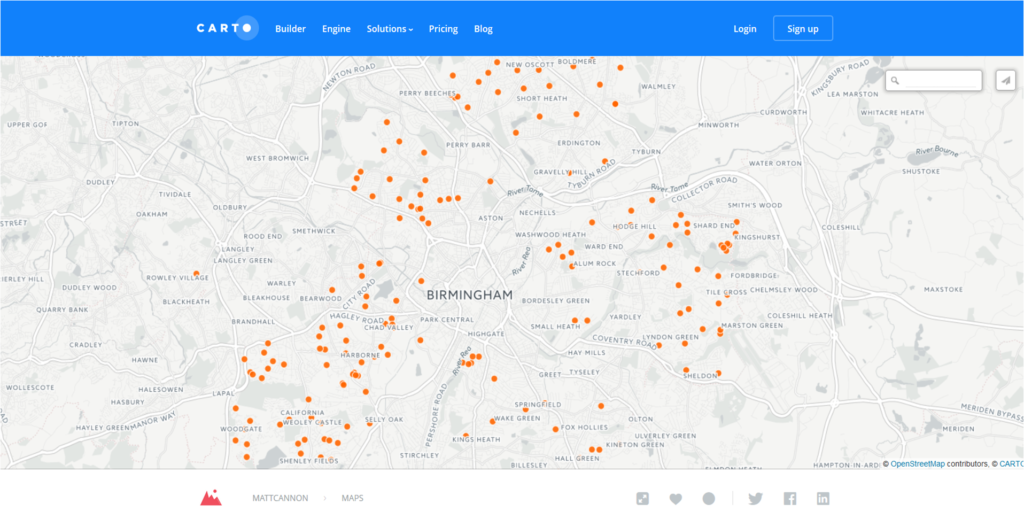 CARTO
Builder Engine Solutions Pricing Blog Login Sign up
NEW OSCOTT
BOLDMERE
NEWTON ROAD
KINGSBURY ROAD
PERRY BEECHES
WALMLEY
LEA MARSTON
SHORT HEATH
CURDWORTH
WHITACRE HEATH
TIPTON
MINWORTH
PERRY BARR
ERDINGTON
WEST BROMWICH
TYBURN
River Bourne
WATER ORTON
GRAVELLY HILL
TYBURN ROAD
SHUSTOKE
DUDLEY
River Tame
River Tame
COLLECTOR ROAD
TIVIDALE
OLDBURY
SMITH'S WOOD
OAKHAM
NECHELLS
ASTON
HODGE HILL
SHARD END
COLESHILL
ROOD END
SMETHWICK
WASHWOOD HEATH
KINGSHURST
LANGLEY
WARD END
River Rea
LANGLEY GREEN
ALUM ROCK
STECHFORD
ROWLEY VILLAGE
FORDBRIDGE
WARLEY
CITY ROAD
DUDLEY WOOD
CHELMSLEY WOOD
MAXSTOKE
BLEAKHOUSE
BEARWOOD
BIRMINGHAM
TILE CROSS
BLACKHEATH
BORDESLEY GREEN
QUARRY BANK
HAGLEY ROAD
PARK CENTRAL
YARDLEY
COLESHILL HEATH
BRANDHALL
CHAD VALLEY
SMALL HEATH
MARSTON GREEN
HIGHGATE
LYNDON GREEN
CRADLEY
COVENTRY ROAD
HARBORNE
River Rea
HAY MILLS
HAWNE
GREET
TYSELEY
SHELDON
WOLLESCOTE
HALESOWEN
LAPAL
HASBURY
PERSHORE ROAD
SPRINGFIELD
MERIDEN BYPASS
CALIFORNIA
MANOR WAY
WEOLEY CASTLE
SELLY OAK
WAKE GREEN
OLTON
HAYLEY GREEN
WOODGATE
FOX HOLLIES
MERIDEN
KINGS HEATH
ULVERLEY GREEN
KINETON GREEN
STIRCHLEY
HALL GREEN
SHENLEY FIELDS
BILLESLEY
ELMDON HEATH
HAMPTON IN ARD
© OpenStreetMap contributors, © CARTO
MATTCANNON › MAPS